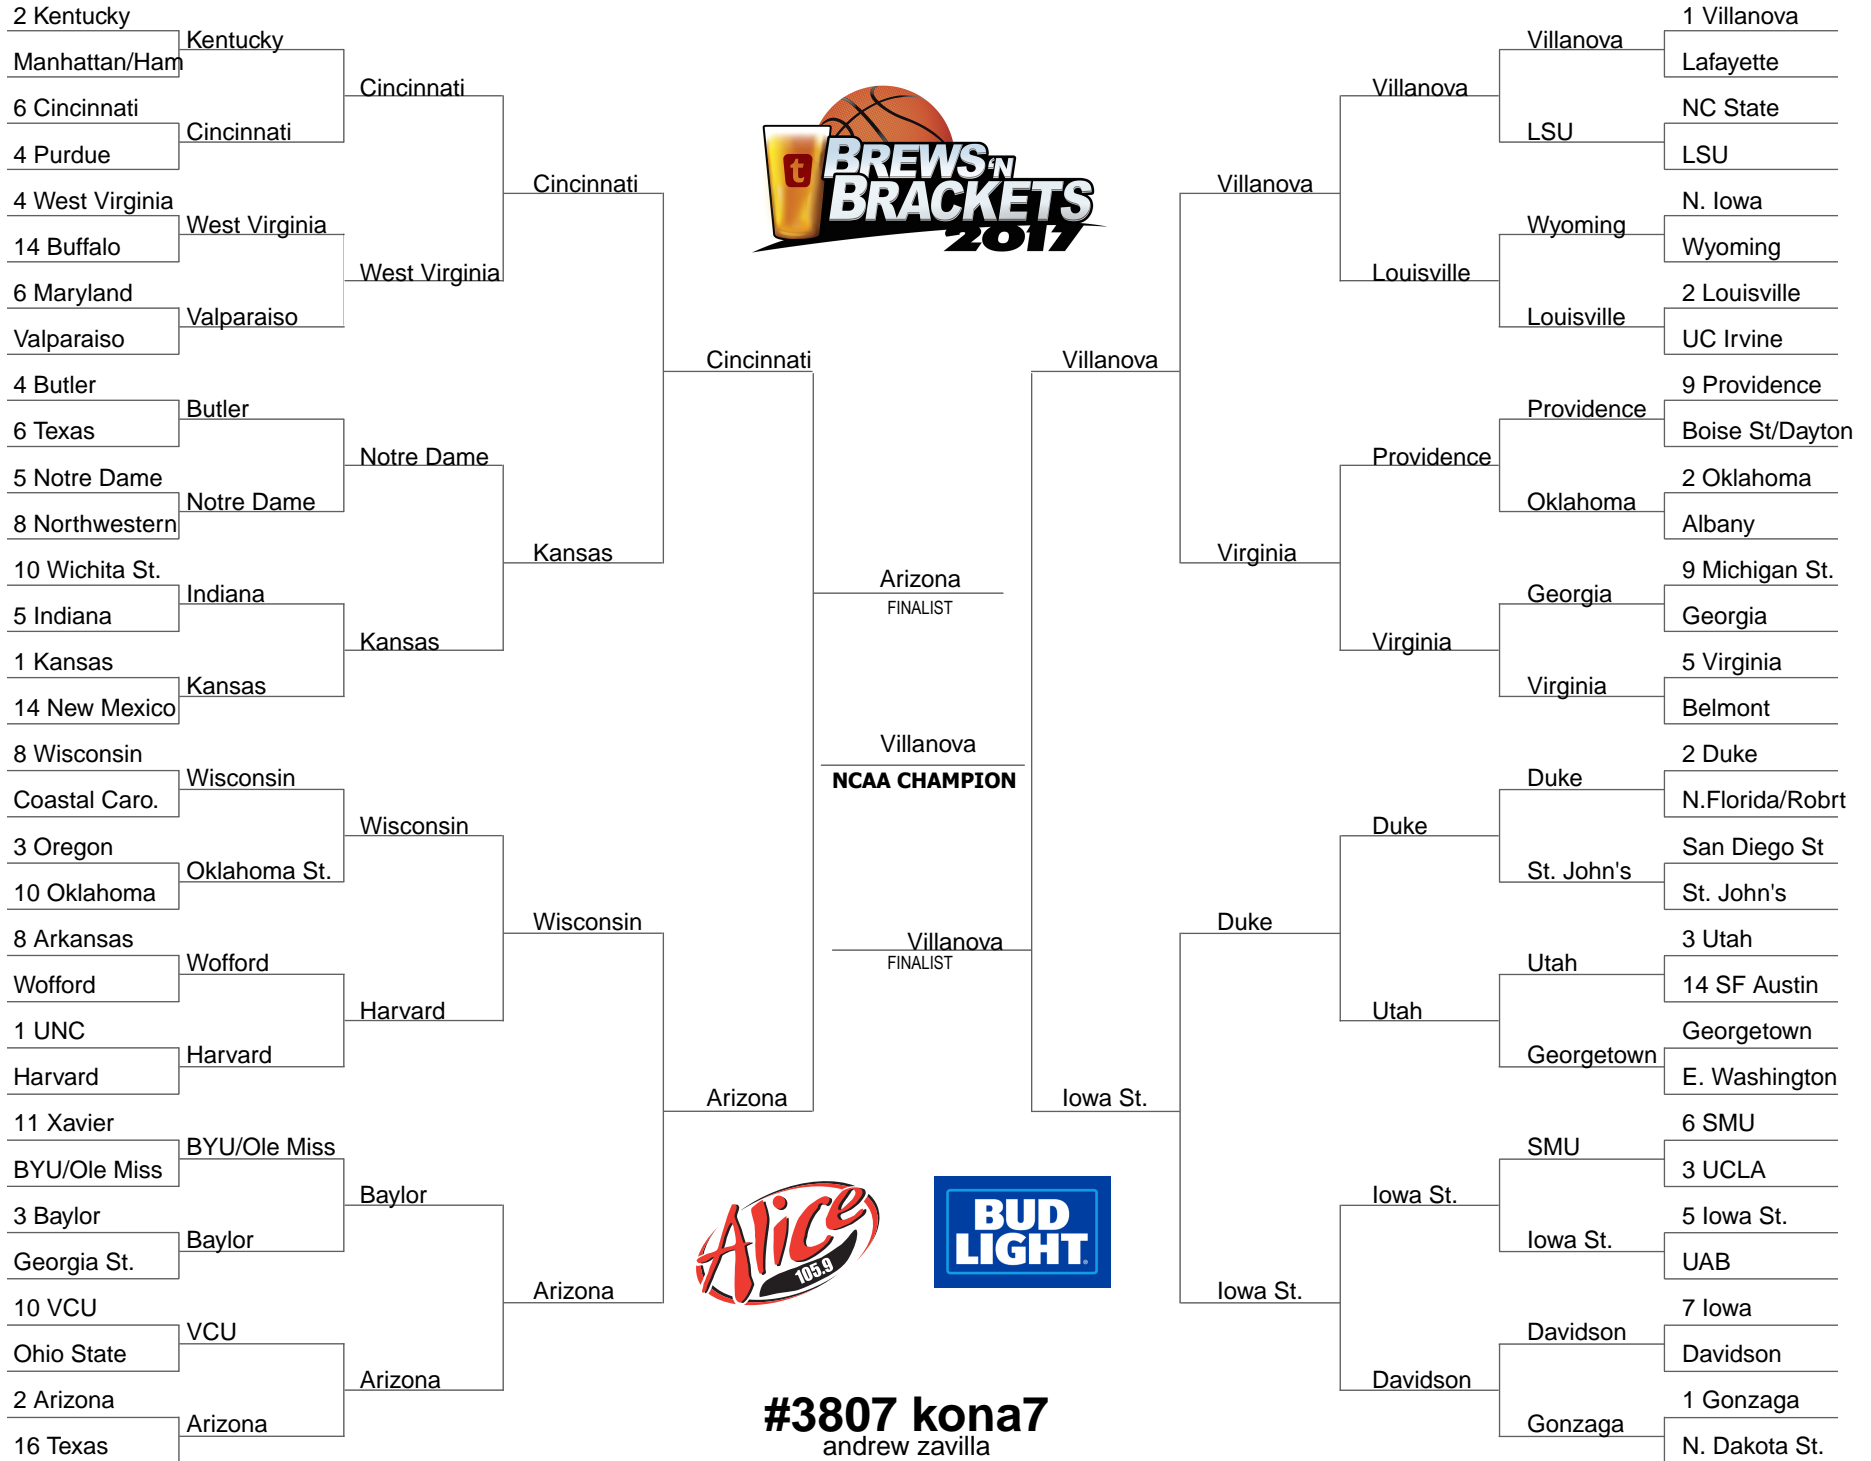 2 Kentucky
Manhattan/Ham
6 Cincinnati
4 Purdue
4 West Virginia
14 Buffalo
6 Maryland
Valparaiso
4 Butler
6 Texas
5 Notre Dame
8 Northwestern
10 Wichita St.
5 Indiana
1 Kansas
14 New Mexico
8 Wisconsin
Coastal Caro.
3 Oregon
10 Oklahoma
8 Arkansas
Wofford
1 UNC
Harvard
11 Xavier
BYU/Ole Miss
3 Baylor
Georgia St.
10 VCU
Ohio State
2 Arizona
16 Texas
Kentucky
Cincinnati
West Virginia
Valparaiso
Butler
Notre Dame
Indiana
Kansas
Wisconsin
Oklahoma St.
Wofford
Harvard
BYU/Ole Miss
Baylor
VCU
Arizona
Cincinnati
West Virginia
Notre Dame
Kansas
Wisconsin
Harvard
Baylor
Arizona
Cincinnati
Kansas
Wisconsin
Arizona
Cincinnati
Arizona
t
BREWS 'N
BRACKETS
2017
Arizona
FINALIST
Villanova
NCAA CHAMPION
Villanova
FINALIST
Alice
105.9
BUD
LIGHT
#3807 kona7
andrew zavilla
Villanova
Iowa St.
Villanova
Virginia
Duke
Iowa St.
Villanova
Louisville
Providence
Virginia
Duke
Utah
Iowa St.
Davidson
Villanova
LSU
Wyoming
Louisville
Providence
Oklahoma
Georgia
Virginia
Duke
St. John's
Utah
Georgetown
SMU
Iowa St.
Davidson
Gonzaga
1 Villanova
Lafayette
NC State
LSU
N. Iowa
Wyoming
2 Louisville
UC Irvine
9 Providence
Boise St/Dayton
2 Oklahoma
Albany
9 Michigan St.
Georgia
5 Virginia
Belmont
2 Duke
N.Florida/Robrt
San Diego St
St. John's
3 Utah
14 SF Austin
Georgetown
E. Washington
6 SMU
3 UCLA
5 Iowa St.
UAB
7 Iowa
Davidson
1 Gonzaga
N. Dakota St.